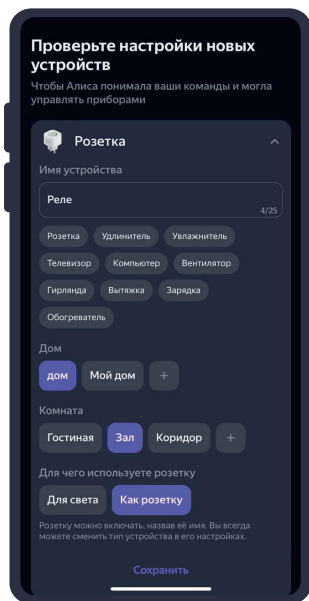 Проверьте настройки новых
устройств
Чтобы Алиса понимала ваши команды и могла
управлять приборами
Розетка
Имя устройства
Реле
4/25
Розетка Удлинитель Увлажнитель
Телевизор Компьютер Вентилятор
Гирлянда Вытяжка Зарядка
Обогреватель
Дом
дом Мой дом +
Комната
Гостиная Зал Коридор +
Для чего используете розетку
Для света Как розетку
Розетку можно включать, назвав её имя. Вы всегда
можете сменить тип устройства в его настройках.
Сохранить